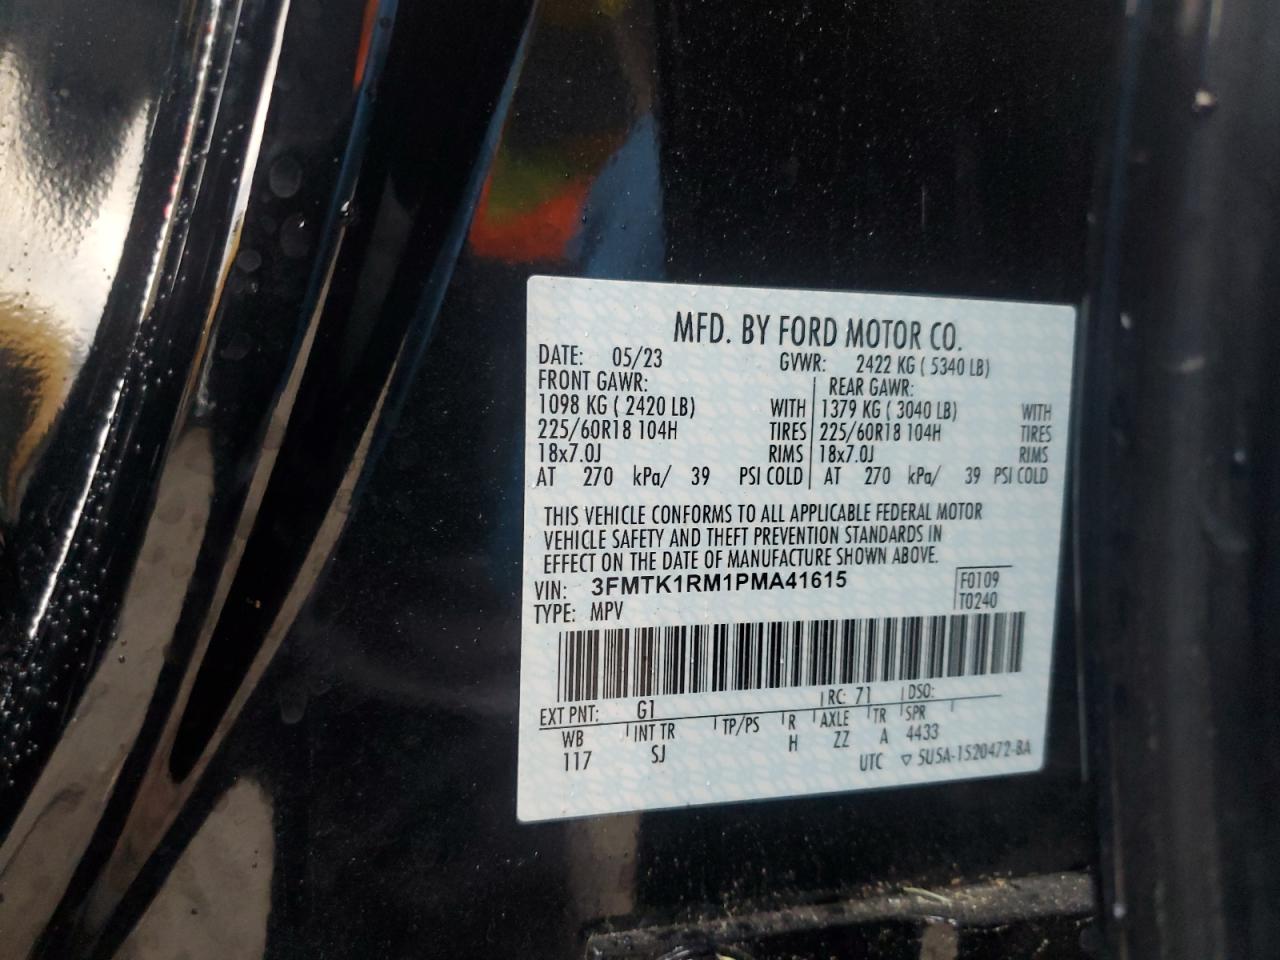 MFD. BY FORD MOTOR CO.
DATE: 05/23 GVWR: 2422 KG ( 5340 LB)
FRONT GAWR: REAR GAWR:
1098 KG ( 2420 LB) WITH 1379 KG ( 3040 LB) WITH
225/60R18 104H TIRES 225/60R18 104H TIRES
18x7.0J RIMS 18x7.0J RIMS
AT 270 kPa/ 39 PSI COLD AT 270 kPa/ 39 PSI COLD
THIS VEHICLE CONFORMS TO ALL APPLICABLE FEDERAL MOTOR
VEHICLE SAFETY AND THEFT PREVENTION STANDARDS IN
EFFECT ON THE DATE OF MANUFACTURE SHOWN ABOVE.
VIN: 3FMTK1RM1PMA41615 F0109
TYPE: MPV T0240
EXT PNT: G1 RC: 71 DSO:
WB INT TR TP/PS R AXLE TR SPR
117 SJ H ZZ A 4433
UTC ▽ 5U5A-1520472-BA